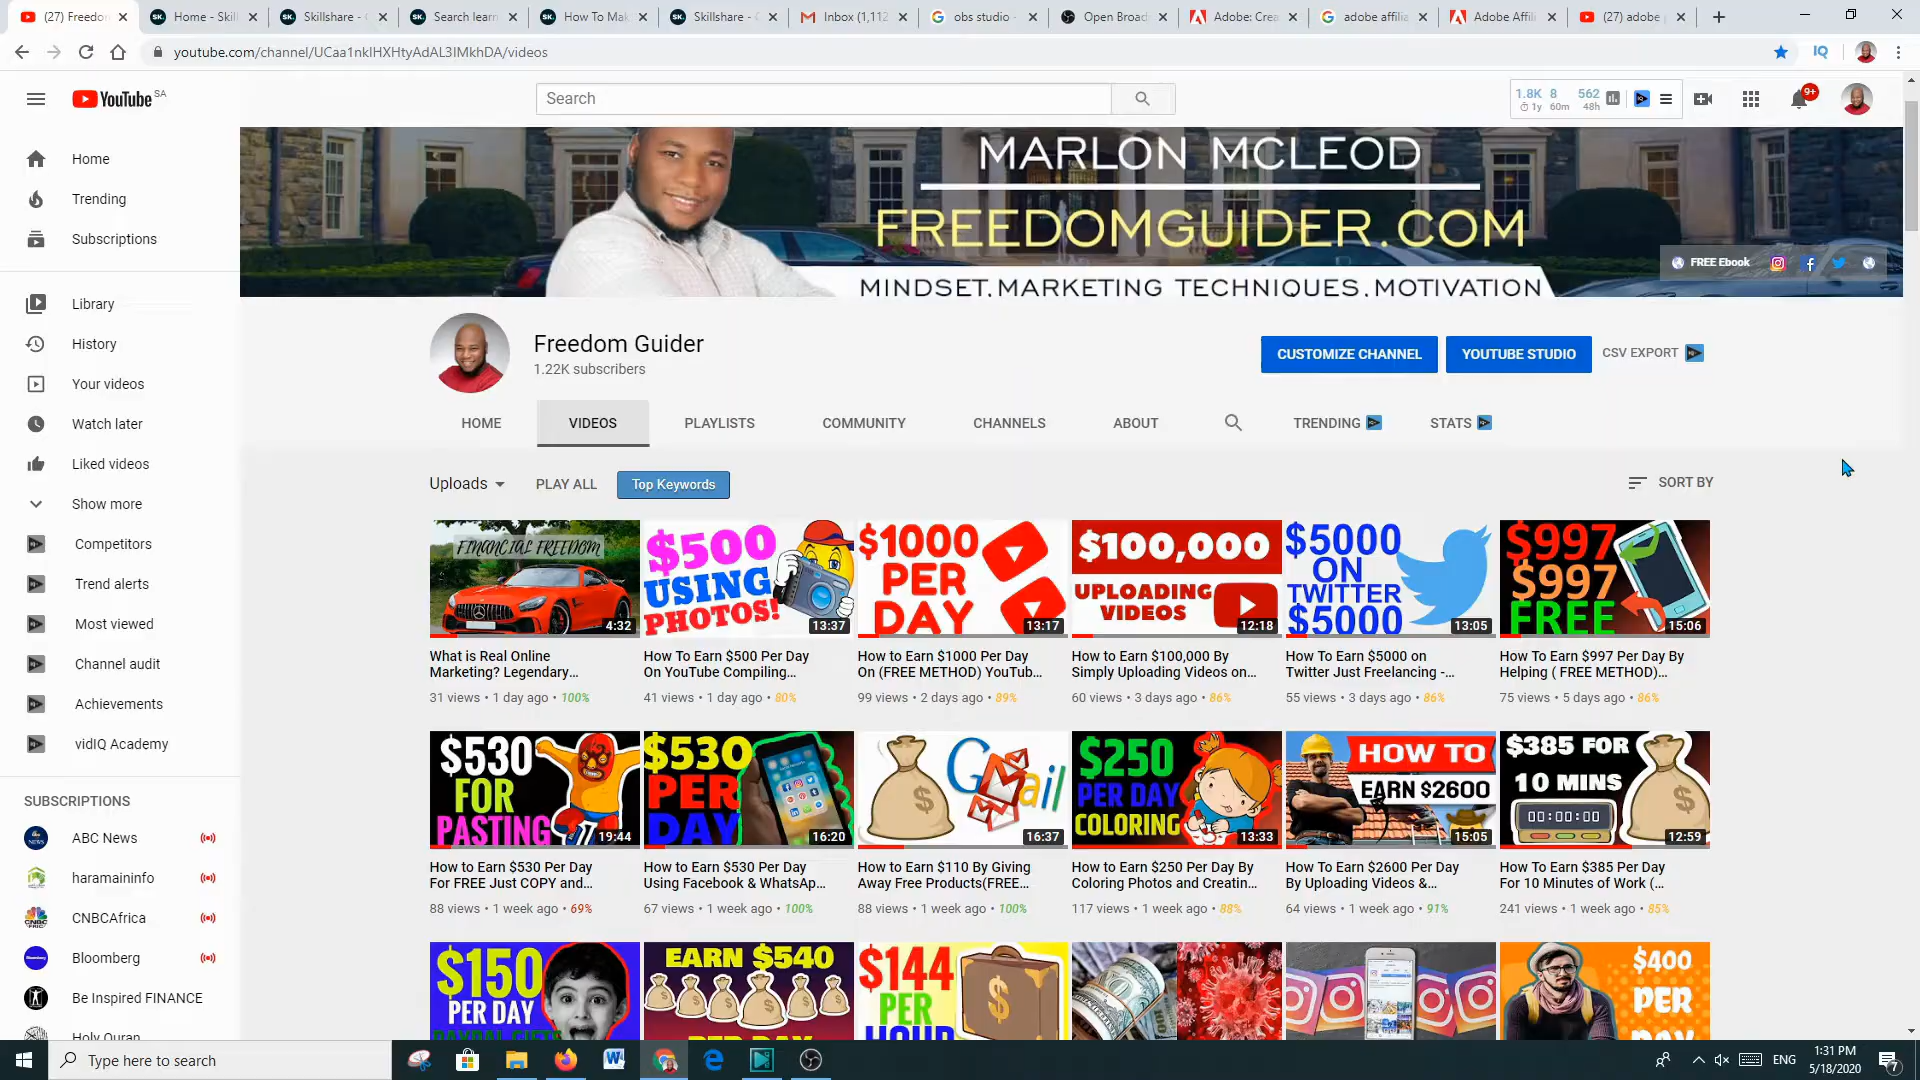 (27) Freedo
Home - Skil
Skillshare -
Search learn
How To Mak
Skillshare -
Inbox (1,112
obs studio -
Open Broad
Adobe: Crea
adobe affilia
Adobe Affili
(27) adobe
youtube.com/channel/UCaa1nkIHXHtyAdAL3IMkhDA/videos
IQ
YouTube SA
Search
1.8K 8 562
1y 60m 48h
9+
Home
Trending
Subscriptions
Library
History
Your videos
Watch later
Liked videos
Show more
Competitors
Trend alerts
Most viewed
Channel audit
Achievements
vidIQ Academy
SUBSCRIPTIONS
ABC News
haramaininfo
CNBCAfrica
Bloomberg
Be Inspired FINANCE
Holy Quran
MARLON MCLEOD
FREEDOMGUIDER.COM
MINDSET,MARKETING TECHNIQUES,MOTIVATION
FREE Ebook
Freedom Guider
1.22K subscribers
CUSTOMIZE CHANNEL
YOUTUBE STUDIO
CSV EXPORT
HOME
VIDEOS
PLAYLISTS
COMMUNITY
CHANNELS
ABOUT
TRENDING
STATS
Uploads
PLAY ALL
Top Keywords
SORT BY
FINANCIAL FREEDOM
4:32
What is Real Online
Marketing? Legendary...
31 views • 1 day ago • 100%
$500
USING
PHOTOS!
13:37
How To Earn $500 Per Day
On YouTube Compiling...
41 views • 1 day ago • 80%
$1000
PER
DAY
13:17
How to Earn $1000 Per Day
On (FREE METHOD) YouTub...
99 views • 2 days ago • 89%
$100,000
UPLOADING
VIDEOS
12:18
How to Earn $100,000 By
Simply Uploading Videos on...
60 views • 3 days ago • 86%
$5000
ON
TWITTER
$5000
13:05
How To Earn $5000 on
Twitter Just Freelancing -...
55 views • 3 days ago • 86%
$997
$997
FREE
15:06
How To Earn $997 Per Day By
Helping ( FREE METHOD)...
75 views • 5 days ago • 86%
$530
FOR
PASTING
19:44
How to Earn $530 Per Day
For FREE Just COPY and...
88 views • 1 week ago • 69%
$530
PER
DAY
16:20
How to Earn $530 Per Day
Using Facebook & WhatsAp...
67 views • 1 week ago • 100%
Gmail
16:37
How to Earn $110 By Giving
Away Free Products(FREE...
88 views • 1 week ago • 100%
$250
PER DAY
COLORING
13:33
How to Earn $250 Per Day By
Coloring Photos and Creatin...
117 views • 1 week ago • 88%
HOW TO
EARN $2600
15:05
How To Earn $2600 Per Day
By Uploading Videos &...
64 views • 1 week ago • 91%
$385 FOR
10 MINS
00:00:00
12:59
How To Earn $385 Per Day
For 10 Minutes of Work (...
241 views • 1 week ago • 85%
$150
PER DAY
EARN $540
PER DAY
$144
PER
HOUR
$400
PER
DAY
Type here to search
ENG
1:31 PM
5/18/2020
7